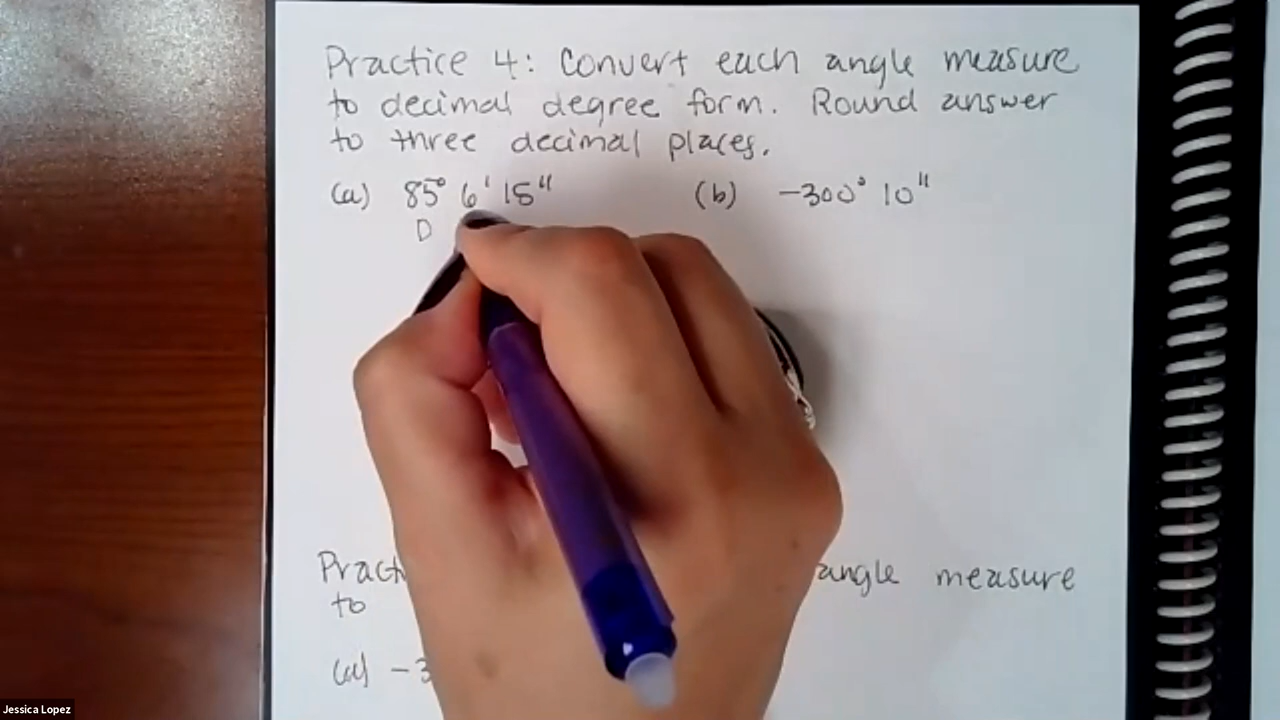 Practice 4: Convert each angle measure
to decimal degree form. Round answer
to three decimal places.
(a) 85° 6' 15" (b) -300° 10"
D
angle measure
to
(a) -3
Jessica Lopez